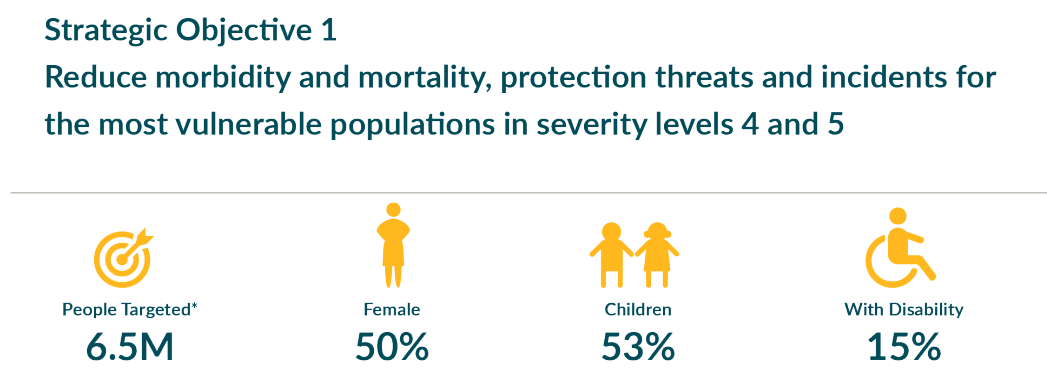 Strategic Objective 1
Reduce morbidity and mortality, protection threats and incidents for
the most vulnerable populations in severity levels 4 and 5
People Targeted*
6.5M
Female
50%
Children
53%
With Disability
15%